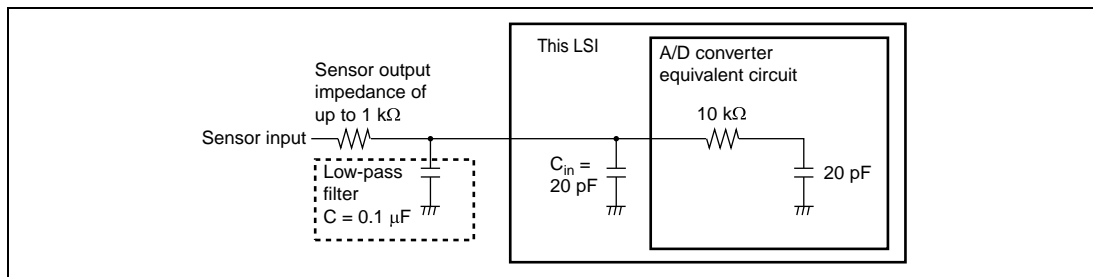 This LSI
A/D converter
equivalent circuit
Sensor output
impedance of
up to 1 kΩ
10 kΩ
Sensor input
Low-pass
filter
C = 0.1 μF
Cin =
20 pF
20 pF